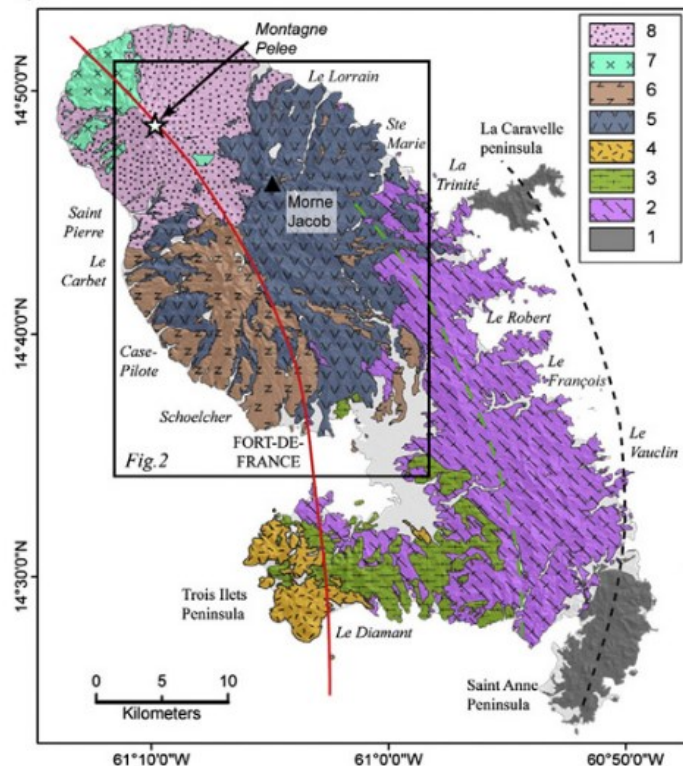 Montagne
Pelee
Le Lorrain
Ste
Marie
La Caravelle
peninsula
La
Trinité
Morne
Jacob
Saint
Pierre
Le
Carbet
Le Robert
Case-
Pilote
Le
François
Schoelcher
Le
Vauclin
FORT-DE-
FRANCE
Fig.2
Trois Ilets
Peninsula
Le Diamant
Saint Anne
Peninsula
8
7
6
5
4
3
2
1
14°50'0"N
14°40'0"N
14°30'0"N
0 5 10
Kilometers
61°10'0"W 61°0'0"W 60°50'0"W